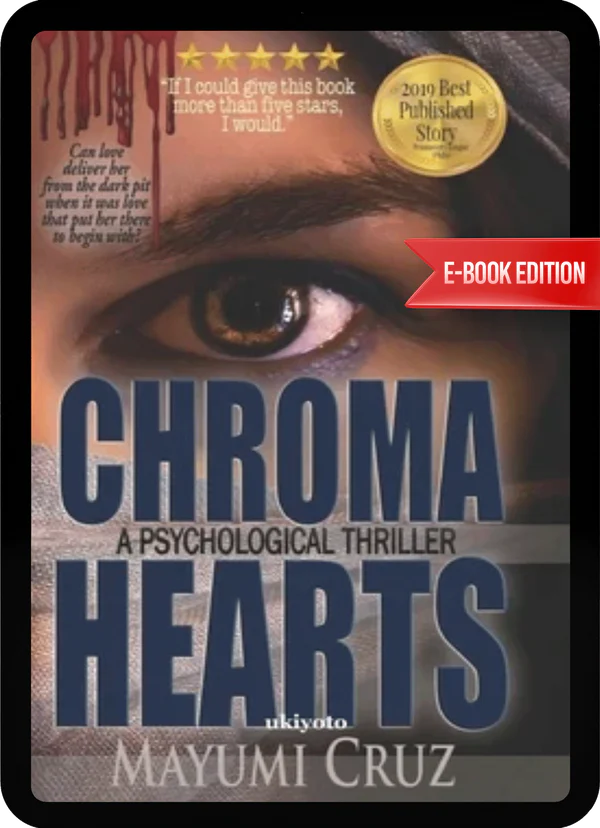 "If I could give this book
more than five stars,
I would."
2019 Best
Published
Story
Can love
deliver her
from the dark pit
when it was love
that put her there
to begin with?
E-BOOK EDITION
CHROMA
A PSYCHOLOGICAL THRILLER
HEARTS
ukiyoto
MAYUMI CRUZ